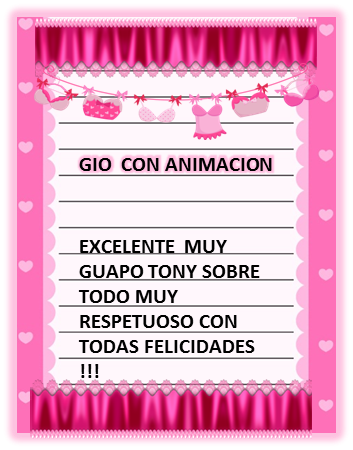 GIO CON ANIMACION
EXCELENTE MUY
GUAPO TONY SOBRE
TODO MUY
RESPETUOSO CON
TODAS FELICIDADES
!!!